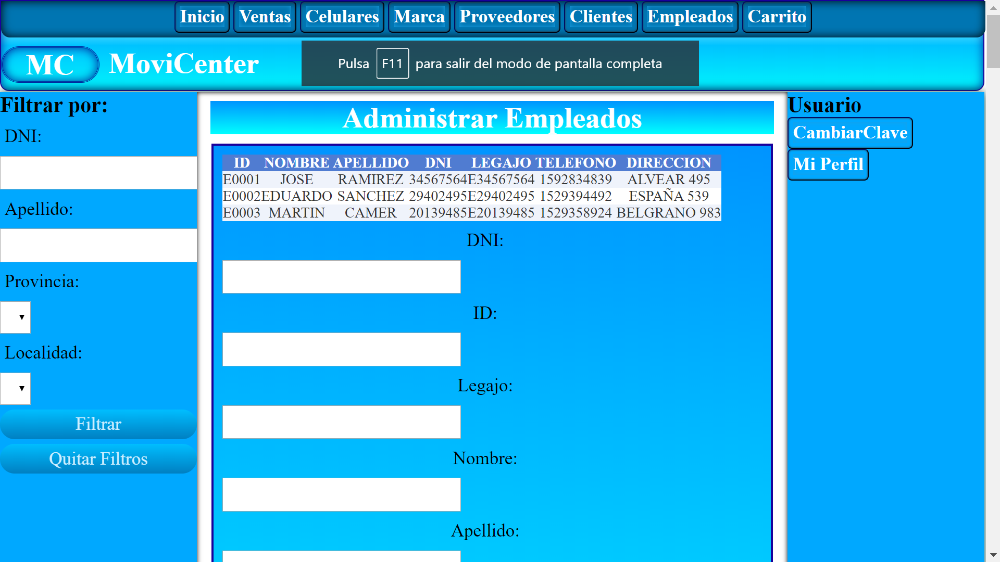 Inicio Ventas Celulares Marca Proveedores Clientes Empleados Carrito
MC MoviCenter
Pulsa F11 para salir del modo de pantalla completa
Filtrar por:
DNI:
Apellido:
Provincia:
Localidad:
Filtrar
Quitar Filtros
Administrar Empleados
ID NOMBRE APELLIDO DNI LEGAJO TELEFONO DIRECCION
E0001 JOSE RAMIREZ 34567564 E34567564 1592834839 ALVEAR 495
E0002 EDUARDO SANCHEZ 29402495 E29402495 1529394492 ESPAÑA 539
E0003 MARTIN CAMER 20139485 E20139485 1529358924 BELGRANO 983
DNI:
ID:
Legajo:
Nombre:
Apellido:
Usuario
CambiarClave
Mi Perfil